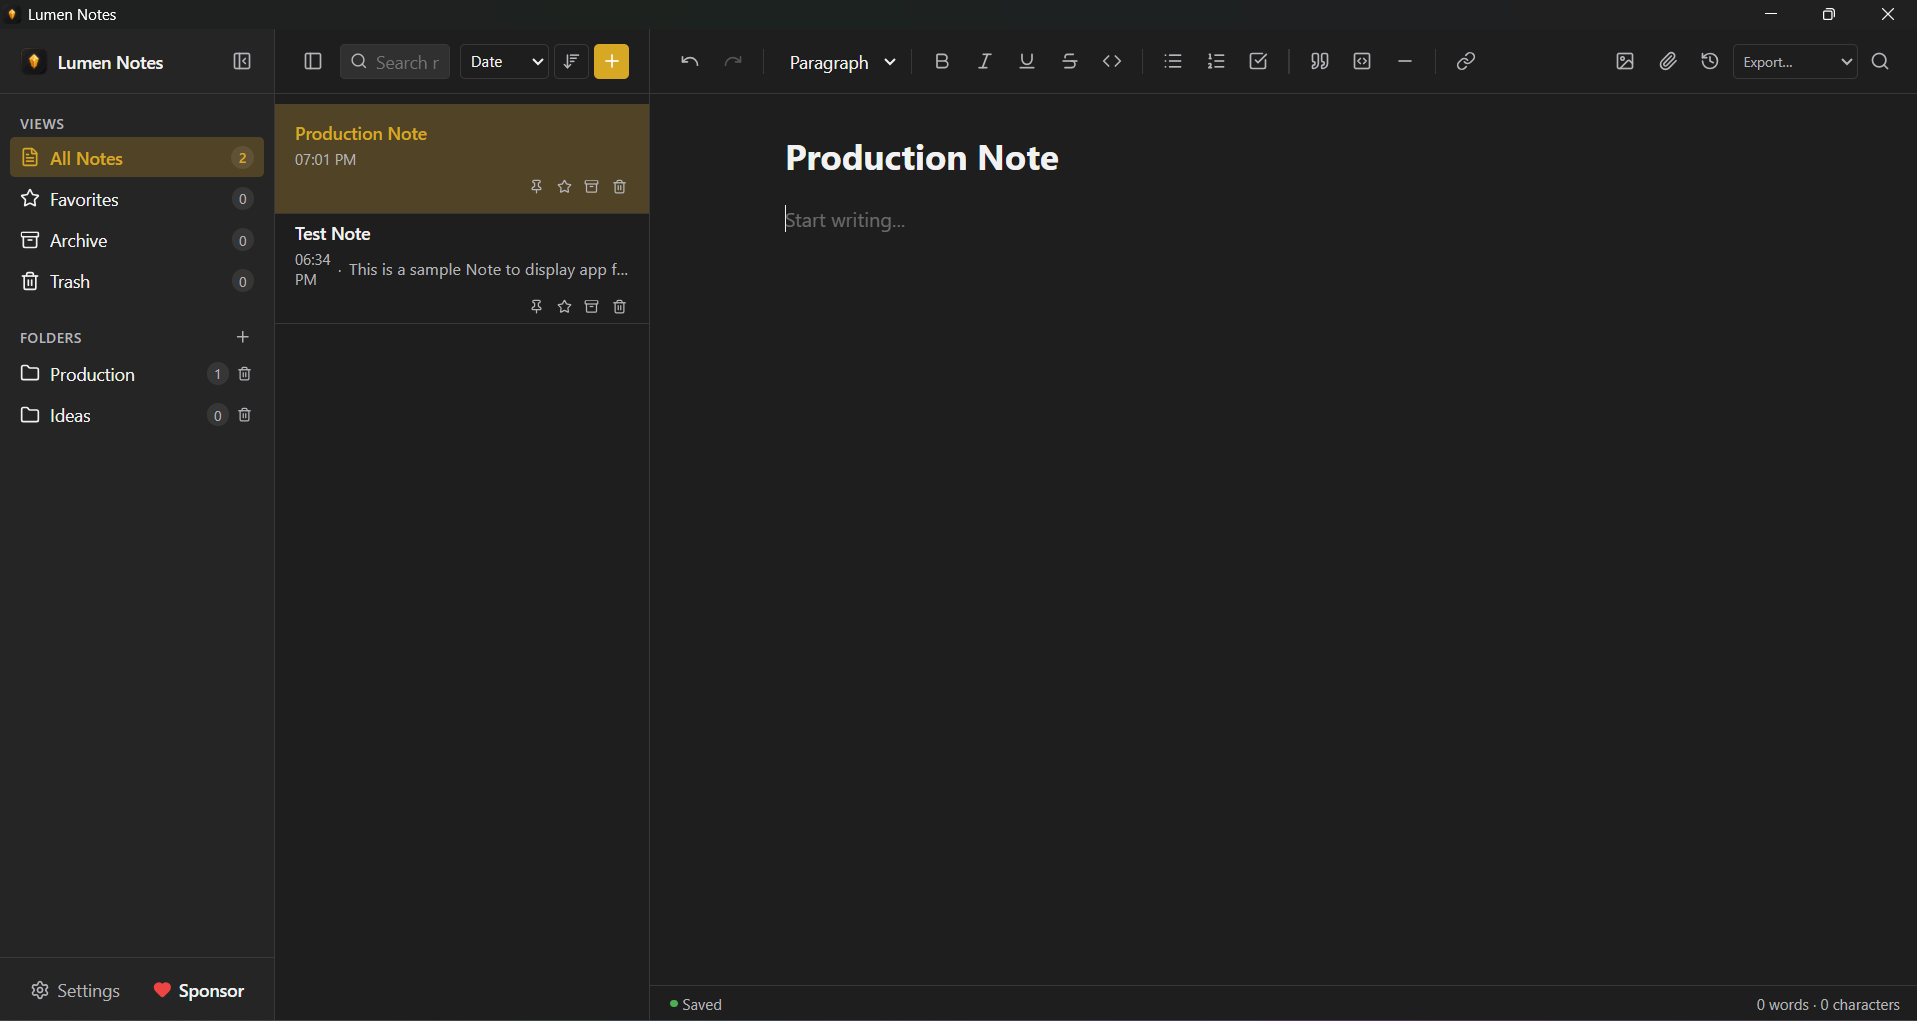 Lumen Notes
Lumen Notes
VIEWS
All Notes 2
Favorites 0
Archive 0
Trash 0
FOLDERS
Production 1
Ideas 0
Settings
Sponsor
Search r
Date
Production Note
07:01 PM
Test Note
06:34 PM · This is a sample Note to display app f...
Paragraph
Export...
Production Note
Start writing...
Saved
0 words · 0 characters